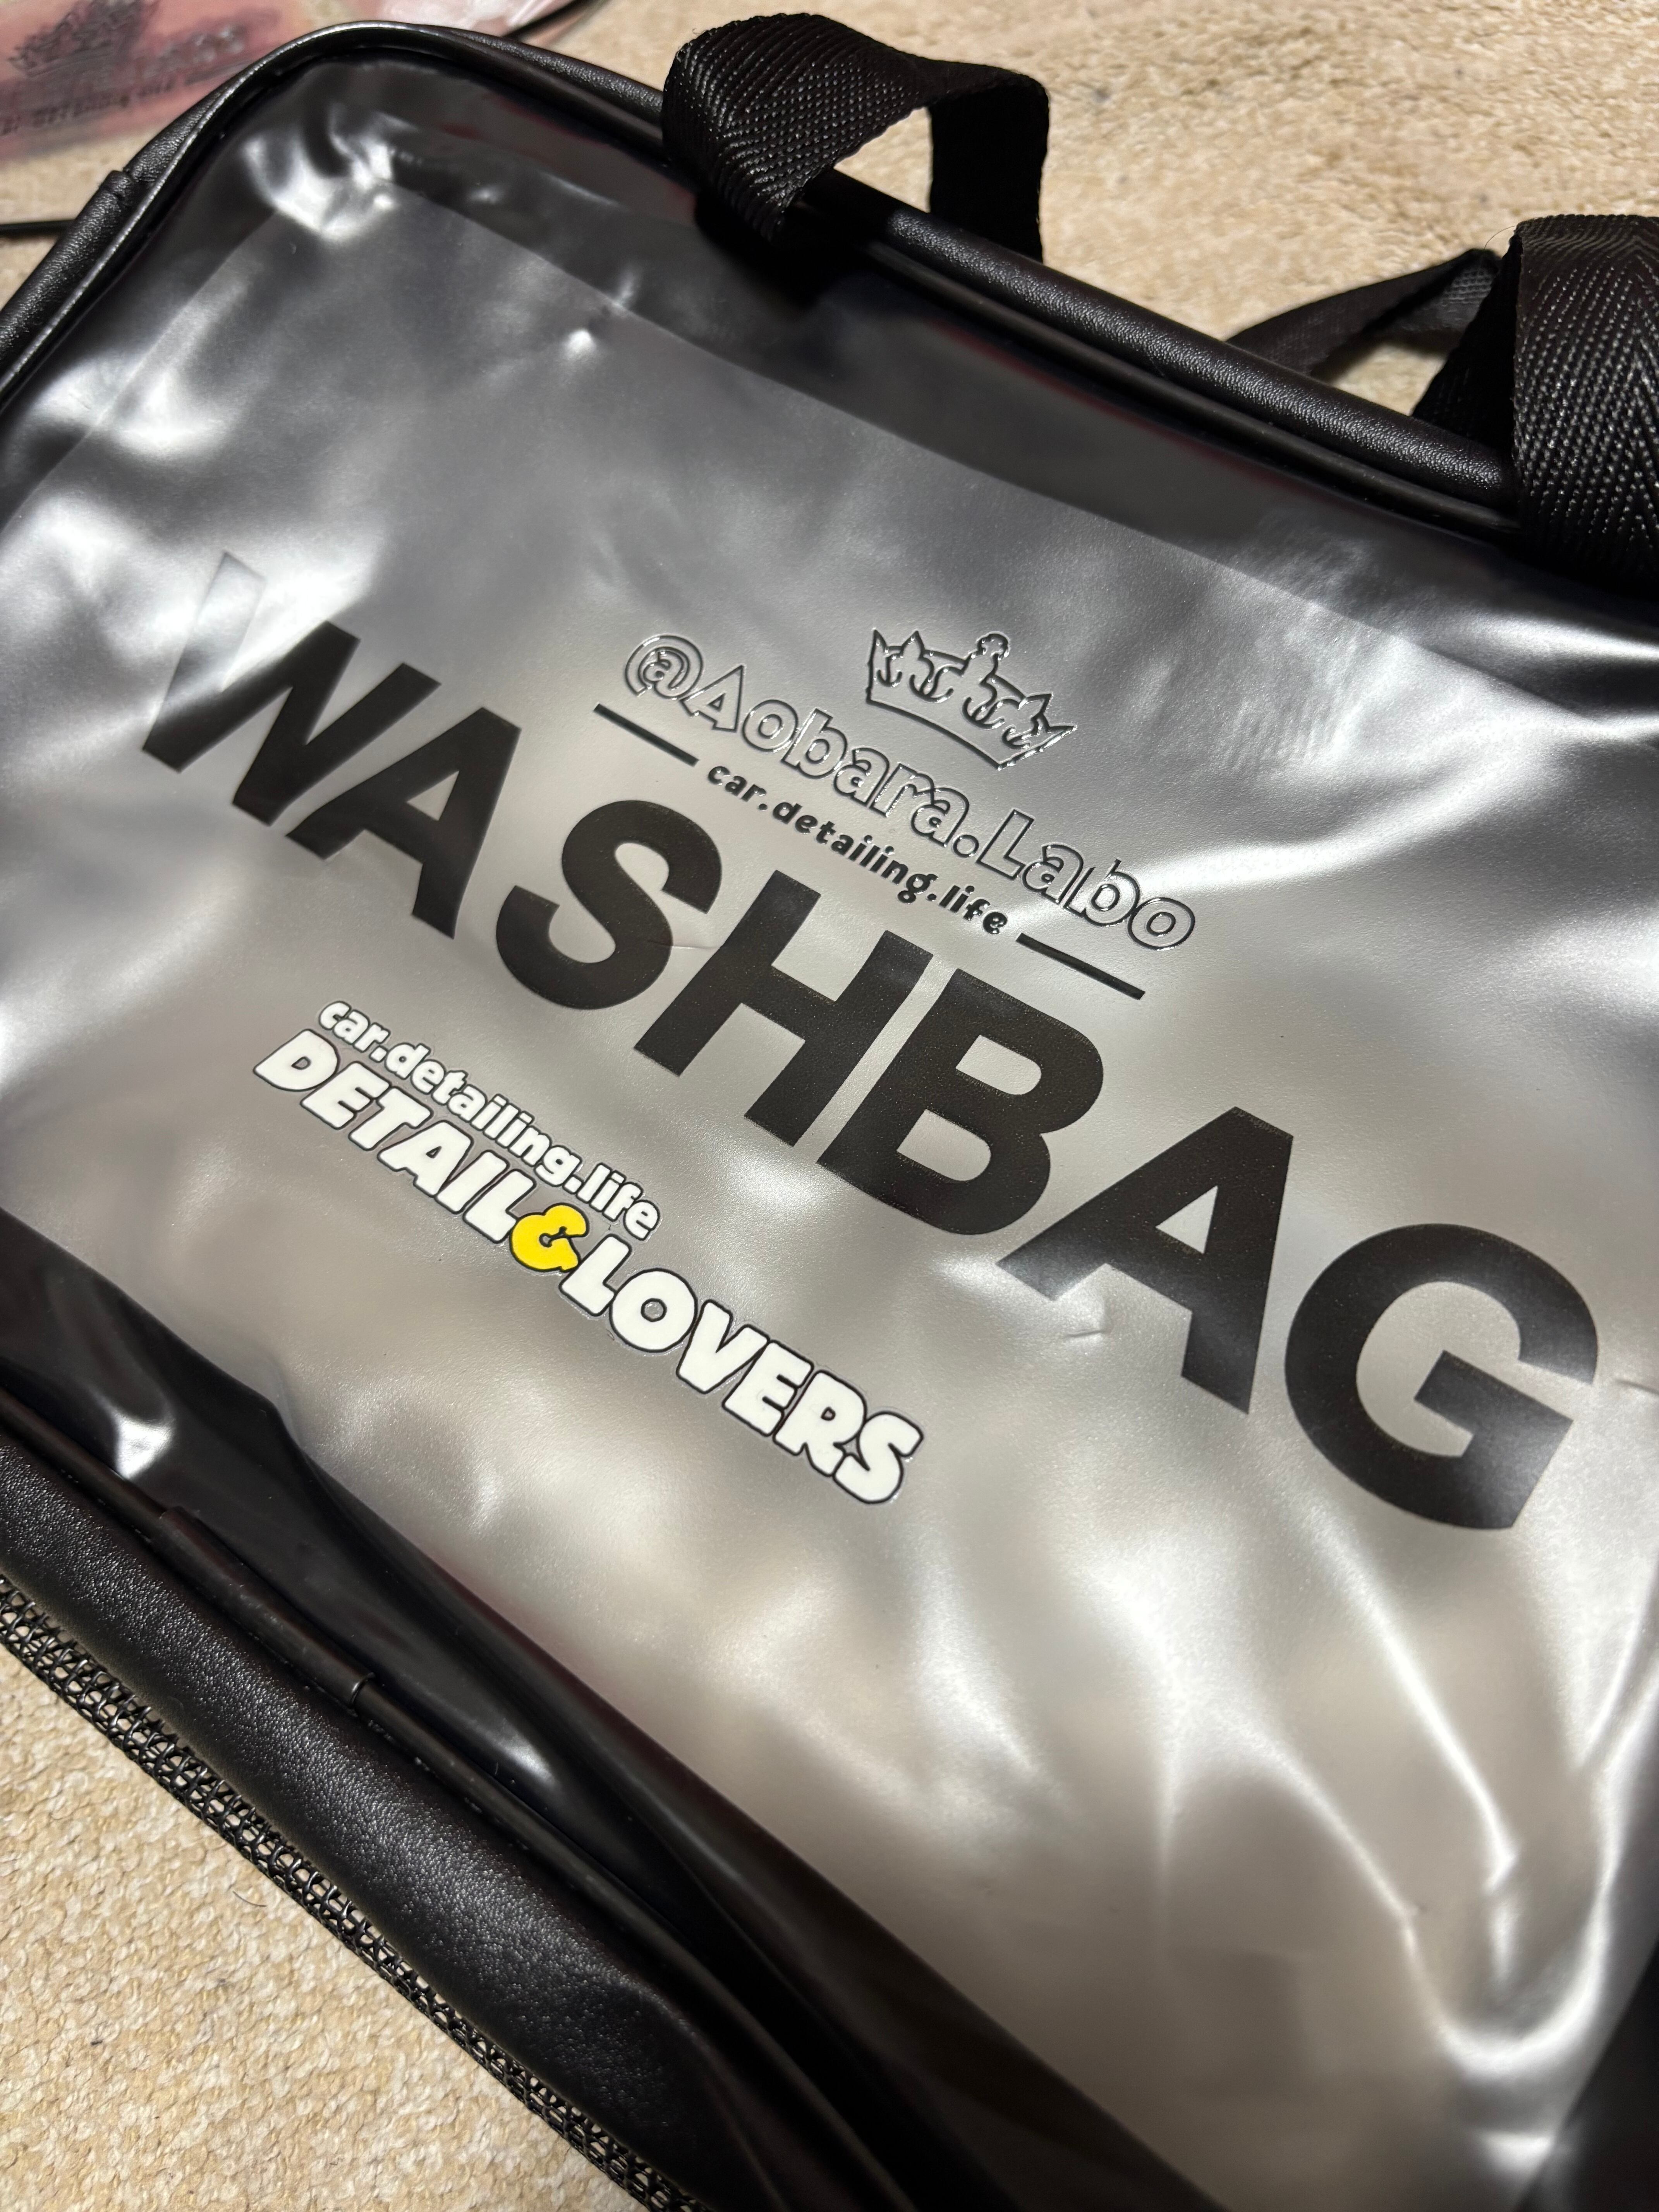 @Aobara.Labo
car.detailing.life
WASHBAG
car.detailing.life
DETAIL&LOVERS